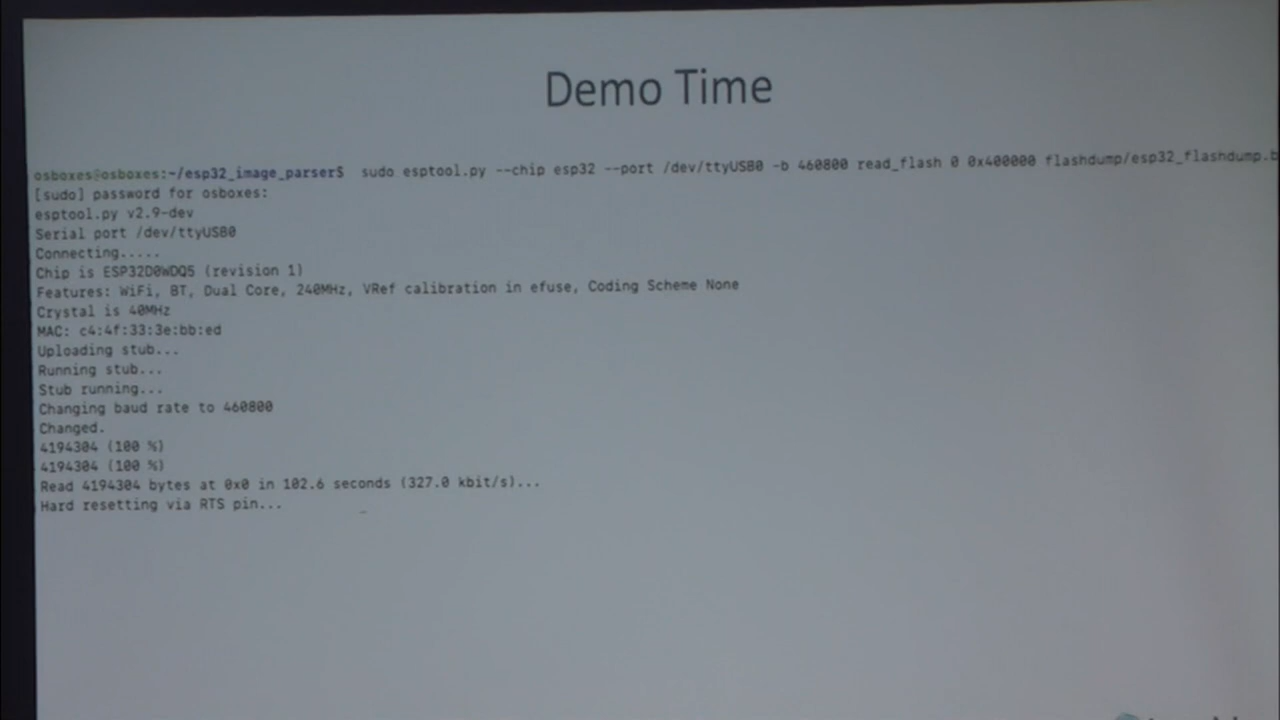 Demo Time
osboxes@osboxes:~/esp32_image_parser$ sudo esptool.py --chip esp32 --port /dev/ttyUSB0 -b 460800 read_flash 0 0x400000 flashdump/esp32_flashdump.b
[sudo] password for osboxes:
esptool.py v2.9-dev
Serial port /dev/ttyUSB0
Connecting.....
Chip is ESP32D0WDQ5 (revision 1)
Features: WiFi, BT, Dual Core, 240MHz, VRef calibration in efuse, Coding Scheme None
Crystal is 40MHz
MAC: c4:4f:33:3e:bb:ed
Uploading stub...
Running stub...
Stub running...
Changing baud rate to 460800
Changed.
4194304 (100 %)
4194304 (100 %)
Read 4194304 bytes at 0x0 in 102.6 seconds (327.0 kbit/s)...
Hard resetting via RTS pin...